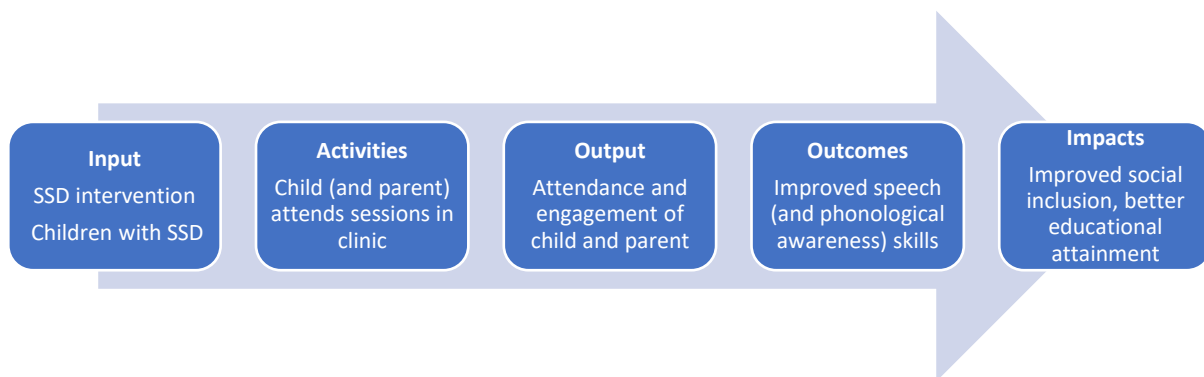 Input
SSD intervention
Children with SSD
Activities
Child (and parent)
attends sessions in
clinic
Output
Attendance and
engagement of
child and parent
Outcomes
Improved speech
(and phonological
awareness) skills
Impacts
Improved social
inclusion, better
educational
attainment